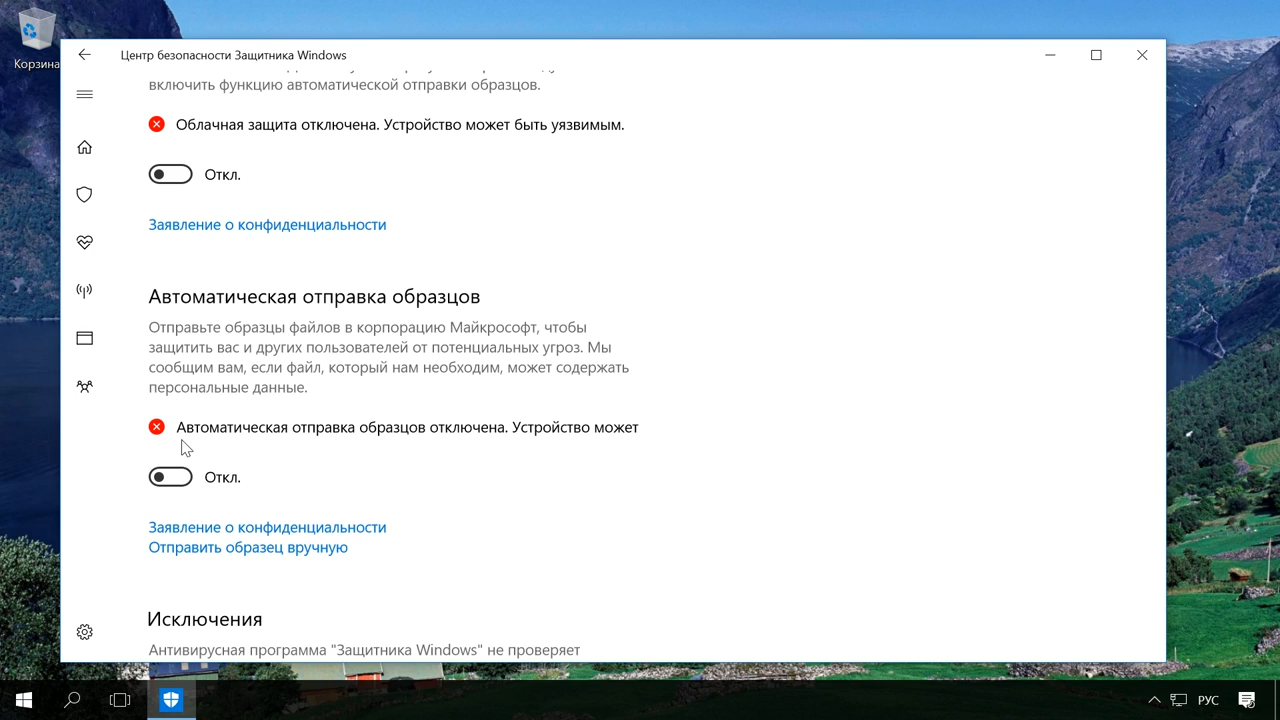 Корзина
Центр безопасности Защитника Windows
включить функцию автоматической отправки образцов.
Облачная защита отключена. Устройство может быть уязвимым.
Откл.
Заявление о конфиденциальности
Автоматическая отправка образцов
Отправьте образцы файлов в корпорацию Майкрософт, чтобы
защитить вас и других пользователей от потенциальных угроз. Мы
сообщим вам, если файл, который нам необходим, может содержать
персональные данные.
Автоматическая отправка образцов отключена. Устройство может
Откл.
Заявление о конфиденциальности
Отправить образец вручную
Исключения
Антивирусная программа "Защитника Windows" не проверяет
РУС